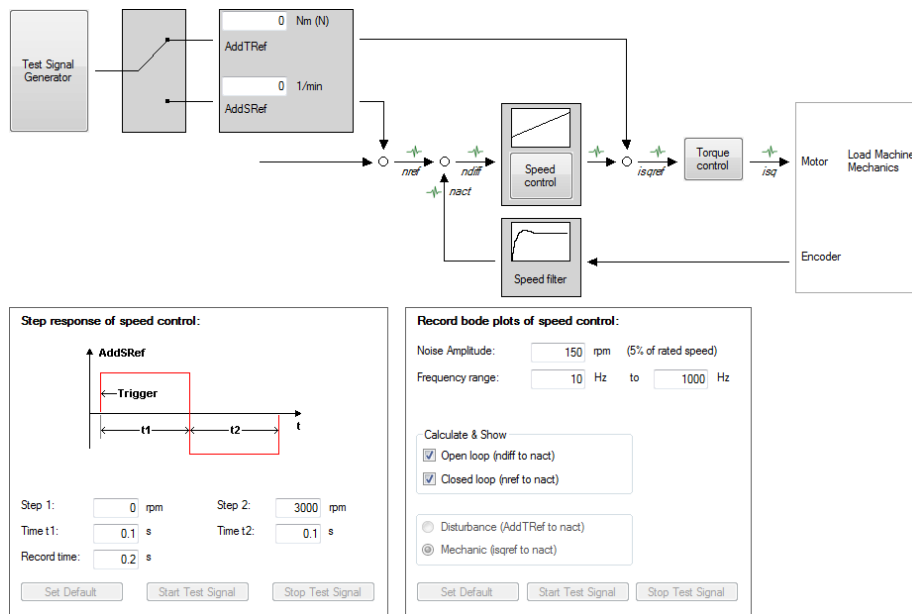 Test Signal
Generator
0 Nm (N)
AddTRef
0 1/min
AddSRef
nref
ndiff
nact
Speed
control
Speed filter
isqref
Torque
control
isq
Motor
Load Machine
Mechanics
Encoder
Step response of speed control:
AddSRef
Trigger
t1
t2
t
Step 1: 0 rpm Step 2: 3000 rpm
Time t1: 0.1 s Time t2: 0.1 s
Record time: 0.2 s
Set Default Start Test Signal Stop Test Signal
Record bode plots of speed control:
Noise Amplitude: 150 rpm (5% of rated speed)
Frequency range: 10 Hz to 1000 Hz
Calculate & Show
Open loop (ndiff to nact)
Closed loop (nref to nact)
Disturbance (AddTRef to nact)
Mechanic (isqref to nact)
Set Default Start Test Signal Stop Test Signal